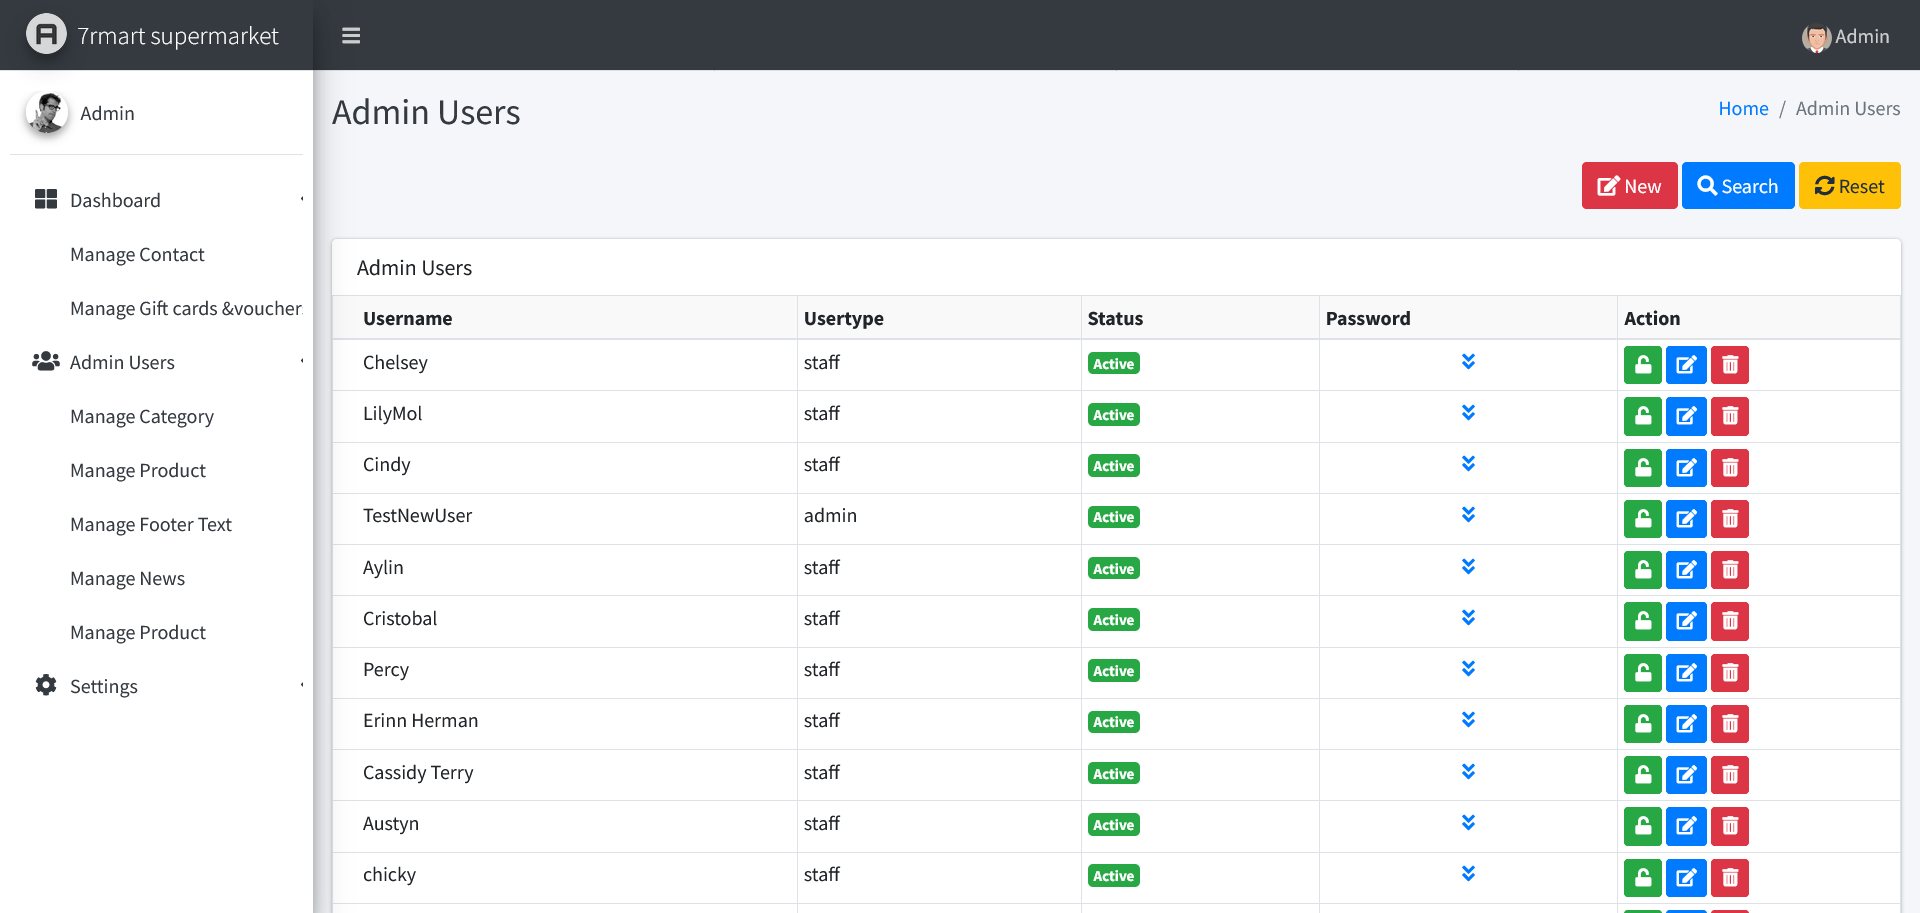 7rmart supermarket
Admin
Admin
Dashboard
Manage Contact
Manage Gift cards &voucher
Admin Users
Manage Category
Manage Product
Manage Footer Text
Manage News
Manage Product
Settings
Admin Users
Home / Admin Users
New Search Reset
Admin Users
Username Usertype Status Password Action
Chelsey staff Active
LilyMol staff Active
Cindy staff Active
TestNewUser admin Active
Aylin staff Active
Cristobal staff Active
Percy staff Active
Erinn Herman staff Active
Cassidy Terry staff Active
Austyn staff Active
chicky staff Active